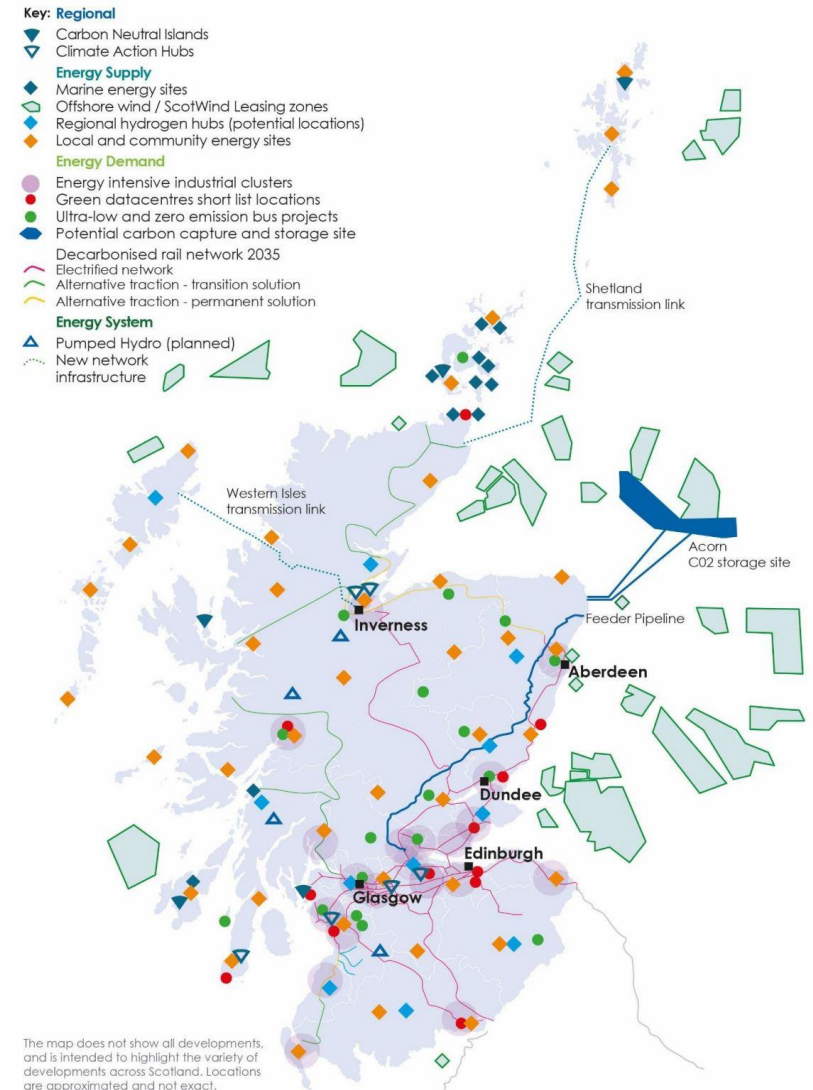 Key: Regional
Carbon Neutral Islands
Climate Action Hubs
Energy Supply
Marine energy sites
Offshore wind / ScotWind Leasing zones
Regional hydrogen hubs (potential locations)
Local and community energy sites
Energy Demand
Energy intensive industrial clusters
Green datacentres short list locations
Ultra-low and zero emission bus projects
Potential carbon capture and storage site
Decarbonised rail network 2035
Electrified network
Alternative traction - transition solution
Alternative traction - permanent solution
Energy System
Pumped Hydro (planned)
New network
infrastructure
Shetland
transmission link
Western Isles
transmission link
Acorn
C02 storage site
Feeder Pipeline
Inverness
Aberdeen
Dundee
Edinburgh
Glasgow
The map does not show all developments,
and is intended to highlight the variety of
developments across Scotland. Locations
are approximated and not exact.